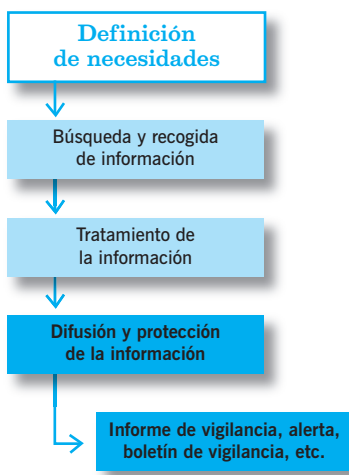 Definición
de necesidades
Búsqueda y recogida
de información
Tratamiento de
la información
Difusión y protección
de la información
Informe de vigilancia, alerta,
boletín de vigilancia, etc.